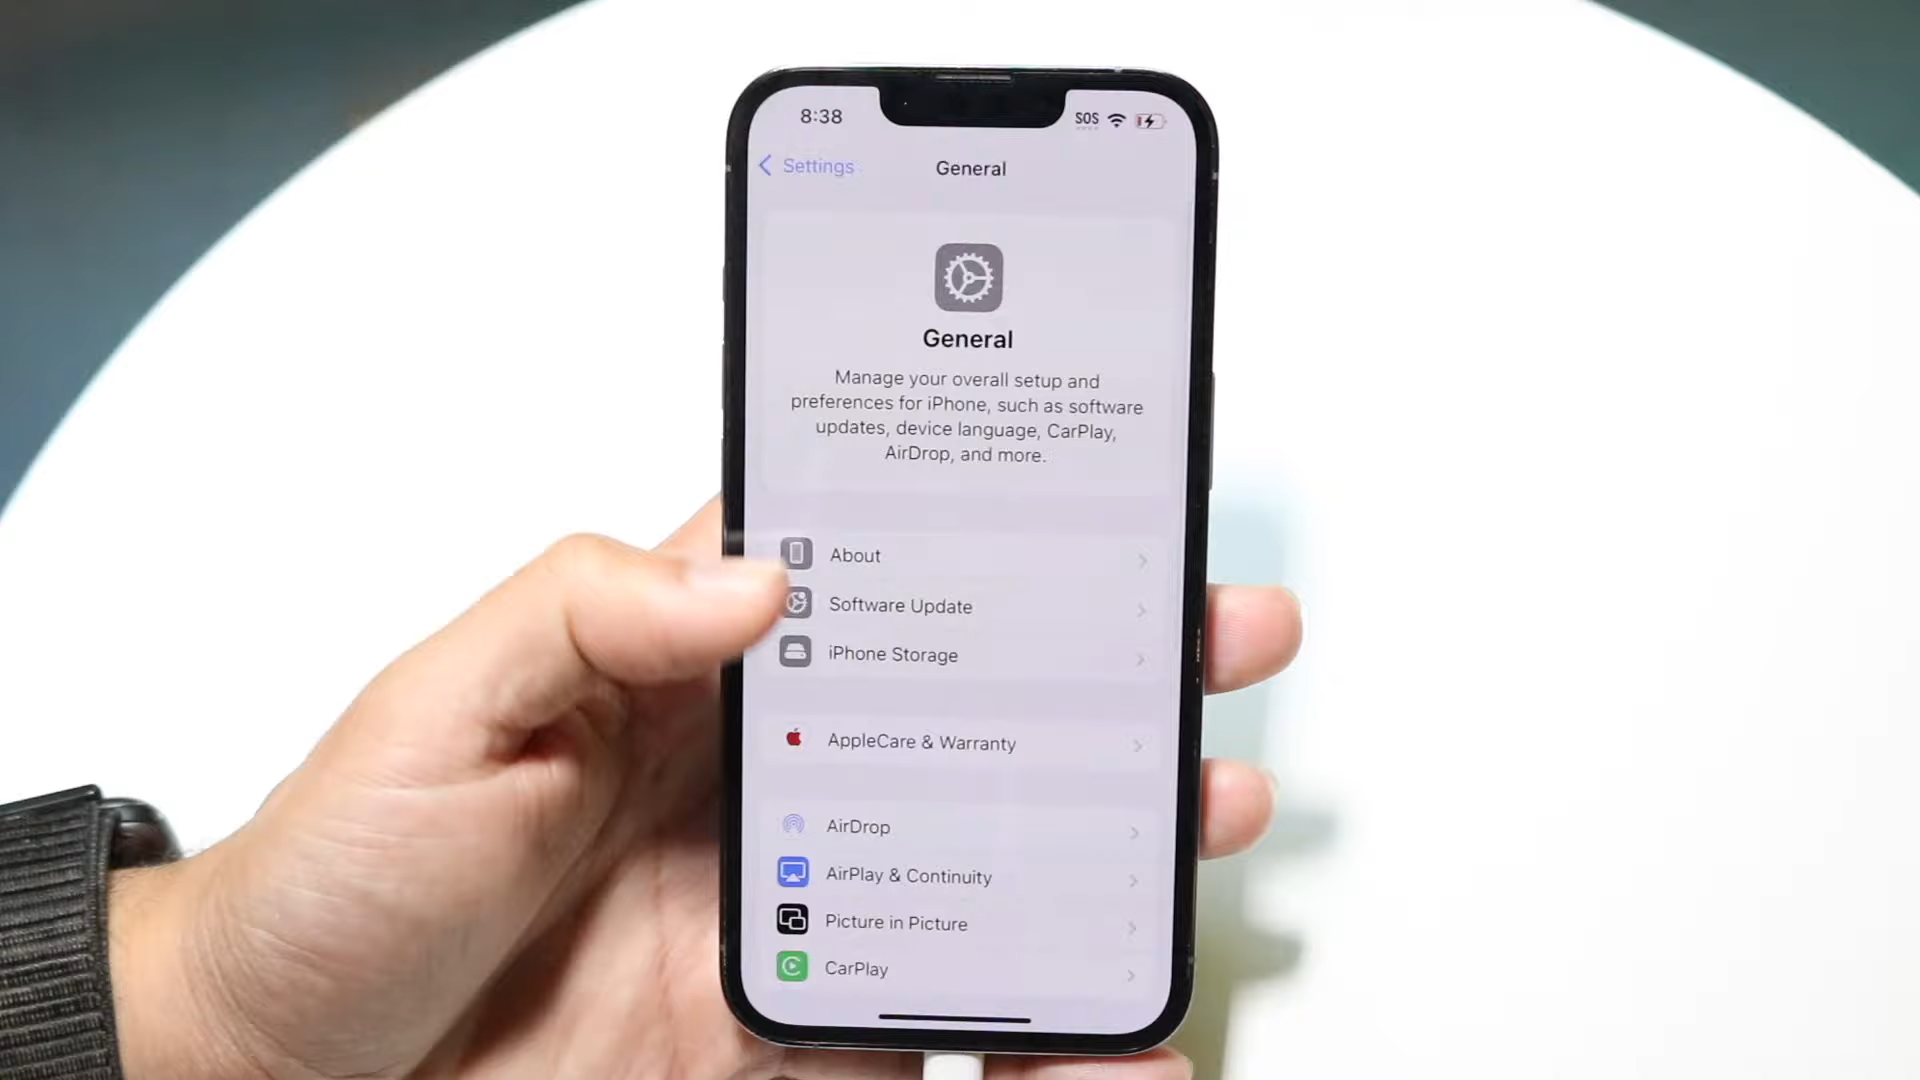 8:38
SOS
Settings
General
General
Manage your overall setup and
preferences for iPhone, such as software
updates, device language, CarPlay,
AirDrop, and more.
About
Software Update
iPhone Storage
AppleCare & Warranty
AirDrop
AirPlay & Continuity
Picture in Picture
CarPlay